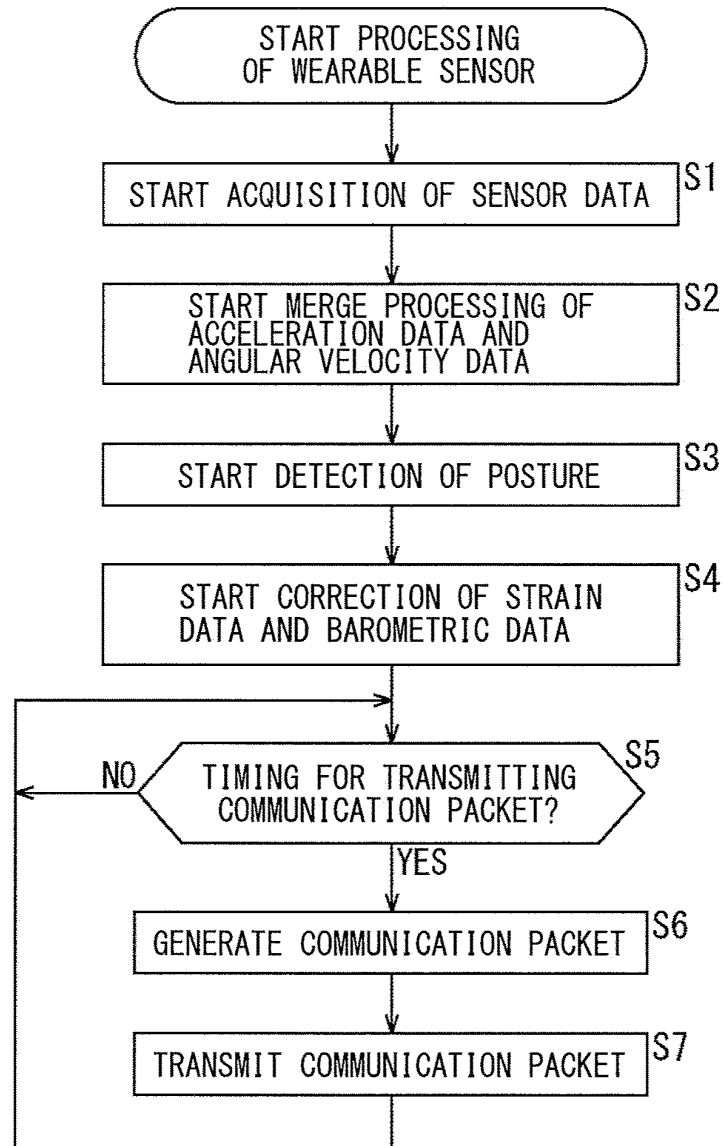 START PROCESSING
OF WEARABLE SENSOR
S1
START ACQUISITION OF SENSOR DATA
S2
START MERGE PROCESSING OF
ACCELERATION DATA AND
ANGULAR VELOCITY DATA
S3
START DETECTION OF POSTURE
S4
START CORRECTION OF STRAIN
DATA AND BAROMETRIC DATA
S5
NO
TIMING FOR TRANSMITTING
COMMUNICATION PACKET?
YES
S6
GENERATE COMMUNICATION PACKET
S7
TRANSMIT COMMUNICATION PACKET